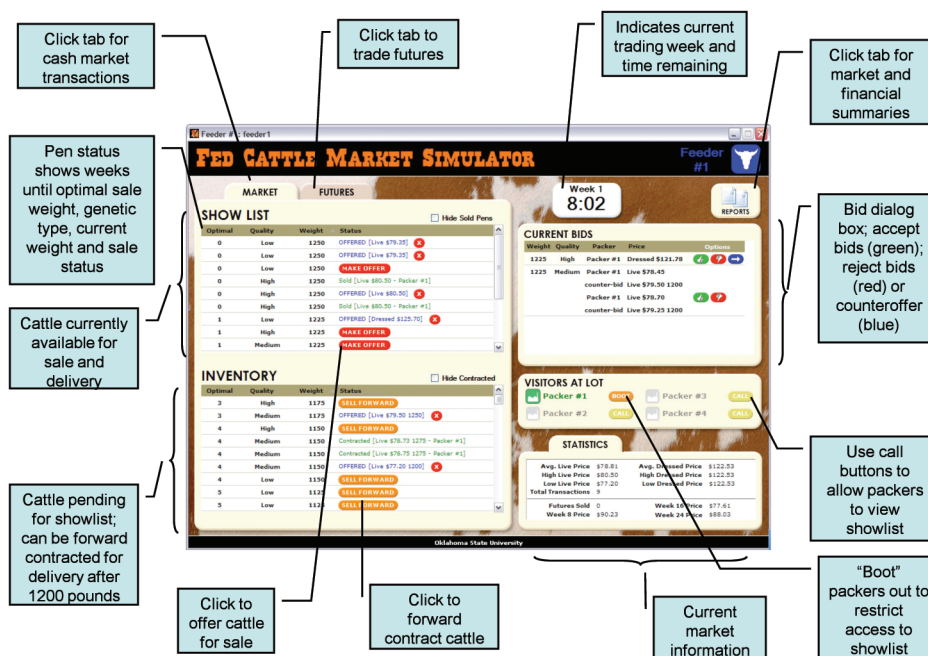 Click tab for
cash market
transactions
Click tab to
trade futures
Indicates current
trading week and
time remaining
Click tab for
market and
financial
summaries
Pen status
shows weeks
until optimal sale
weight, genetic
type, current
weight and sale
status
Cattle currently
available for
sale and
delivery
Cattle pending
for showlist;
can be forward
contracted for
delivery after
1200 pounds
Feeder #1: feeder1
FED CATTLE MARKET SIMULATOR
Feeder
#1
MARKET
FUTURES
Week 1
8:02
REPORTS
SHOW LIST
Hide Sold Pens
Optimal Quality Weight Status
0 Low 1250 OFFERED [Live $79.35] X
0 Low 1250 OFFERED [Live $79.35] X
0 Low 1250 MAKE OFFER
0 High 1250 Sold [Live $80.50 - Packer #1]
0 High 1250 OFFERED [Live $80.50] X
0 High 1250 Sold [Live $80.50 - Packer #1]
1 Low 1225 OFFERED [Dressed $125.70] X
1 High 1225 MAKE OFFER
1 Medium 1225 MAKE OFFER
INVENTORY
Hide Contracted
Optimal Quality Weight Status
3 High 1175 SELL FORWARD
3 Medium 1175 OFFERED [Live $79.50 1250] X
4 High 1150 SELL FORWARD
4 Medium 1150 Contracted [Live $78.73 1275 - Packer #1]
4 Medium 1150 Contracted [Live $78.75 1275 - Packer #1]
4 Medium 1150 OFFERED [Live $77.20 1200] X
4 Low 1150 SELL FORWARD
5 Low 1125 SELL FORWARD
5 Low 1125 SELL FORWARD
CURRENT BIDS
Weight Quality Packer Price Options
1225 High Packer #1 Dressed $121.78
1225 Medium Packer #1 Live $78.45
counter-bid Live $79.50 1200
Packer #1 Live $78.70
counter-bid Live $79.25 1200
VISITORS AT LOT
Packer #1 BOOT Packer #3 CALL
Packer #2 CALL Packer #4 CALL
STATISTICS
Avg. Live Price $78.81 Avg. Dressed Price $122.53
High Live Price $80.50 High Dressed Price $122.53
Low Live Price $77.20 Low Dressed Price $122.53
Total Transactions 9
Futures Sold 0 Week 16 Price $77.61
Week 8 Price $90.23 Week 24 Price $88.03
Oklahoma State University
Bid dialog
box; accept
bids (green);
reject bids
(red) or
counteroffer
(blue)
Use call
buttons to
allow packers
to view
showlist
"Boot"
packers out to
restrict
access to
showlist
Click to
offer cattle
for sale
Click to
forward
contract cattle
Current
market
information